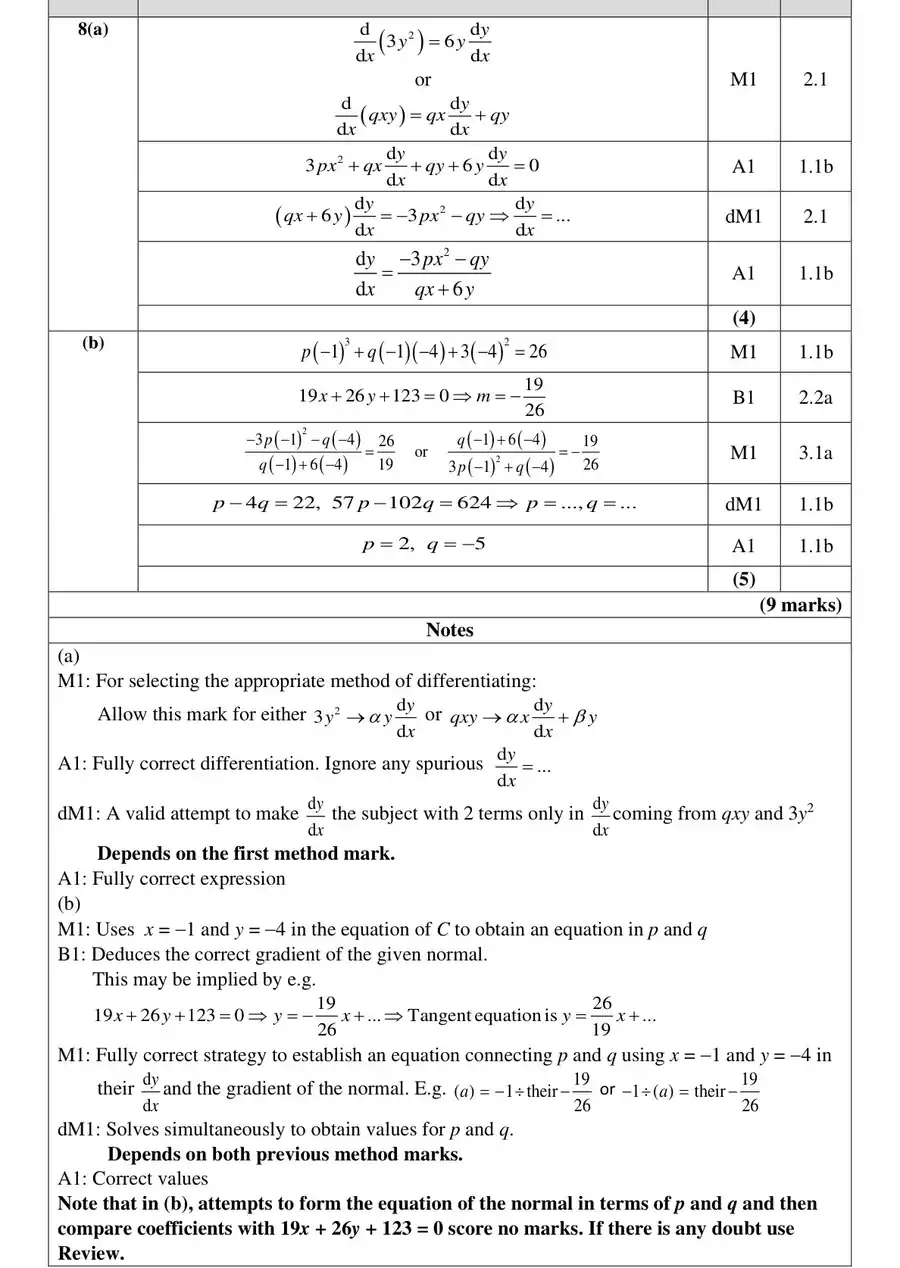 8(a)
d/dx (3y²) = 6y dy/dx
or
d/dx (qxy) = qx dy/dx + qy
M1 2.1
3px² + qx dy/dx + qy + 6y dy/dx = 0 A1 1.1b
(qx + 6y) dy/dx = −3px² − qy ⇒ dy/dx = ... dM1 2.1
dy/dx = (−3px² − qy)/(qx + 6y) A1 1.1b
(4)
(b) p(−1)³ + q(−1)(−4) + 3(−4)² = 26 M1 1.1b
19x + 26y + 123 = 0 ⇒ m = −19/26 B1 2.2a
(−3p(−1)² − q(−4))/(q(−1) + 6(−4)) = 26/19 or (q(−1) + 6(−4))/(3p(−1)² + q(−4)) = −19/26 M1 3.1a
p − 4q = 22, 57p − 102q = 624 ⇒ p = ..., q = ... dM1 1.1b
p = 2, q = −5 A1 1.1b
(5)
(9 marks)
Notes
(a)
M1: For selecting the appropriate method of differentiating:
Allow this mark for either 3y² → αy dy/dx or qxy → αx dy/dx + βy
A1: Fully correct differentiation. Ignore any spurious dy/dx = ...
dM1: A valid attempt to make dy/dx the subject with 2 terms only in dy/dx coming from qxy and 3y²
Depends on the first method mark.
A1: Fully correct expression
(b)
M1: Uses x = −1 and y = −4 in the equation of C to obtain an equation in p and q
B1: Deduces the correct gradient of the given normal.
This may be implied by e.g.
19x + 26y + 123 = 0 ⇒ y = −19/26 x + ... ⇒ Tangent equation is y = 26/19 x + ...
M1: Fully correct strategy to establish an equation connecting p and q using x = −1 and y = −4 in
their dy/dx and the gradient of the normal. E.g. (a) = −1 ÷ their −19/26 or −1 ÷ (a) = their −19/26
dM1: Solves simultaneously to obtain values for p and q.
Depends on both previous method marks.
A1: Correct values
Note that in (b), attempts to form the equation of the normal in terms of p and q and then
compare coefficients with 19x + 26y + 123 = 0 score no marks. If there is any doubt use
Review.